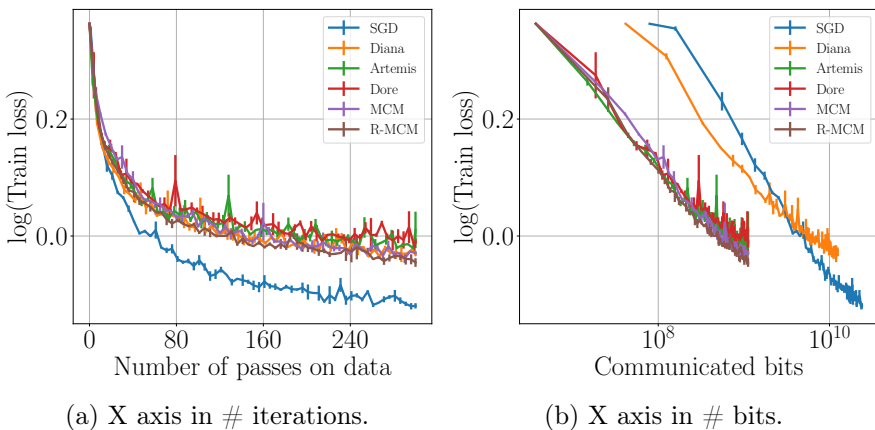 log(Train loss)
0.2
0.0
0
80
160
240
Number of passes on data
SGD
Diana
Artemis
Dore
MCM
R-MCM
(a) X axis in # iterations.
log(Train loss)
0.2
0.0
10^8
10^10
Communicated bits
SGD
Diana
Artemis
Dore
MCM
R-MCM
(b) X axis in # bits.